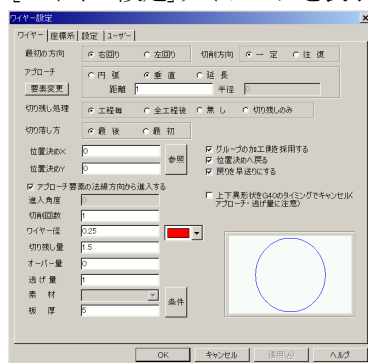 ワイヤー設定
ワイヤー 座標系 設定 ユーザー
最初の方向 右回り 左回り 切削方向 一定 往復
アプローチ 円弧 垂直 延長
要素変更 距離 1 半径 0
切り残し処理 工程毎 全工程後 無し 切り残しのみ
切り落し方 最後 最初
位置決めX 0 参照 グループの加工側を採用する
位置決めY 0 位置決めへ戻る
戻りを早送りにする
アプローチ要素の法線方向から進入する
進入角度 0 上下異形状をG40のタイミングでキャンセル(
アプローチ・逃げ量に注意)
切削回数 1
ワイヤー径 0.25
切り残し量 1.5
オーバー量 0
逃げ量 1
素材 条件
板厚 5
OK キャンセル 適用(A) ヘルプ